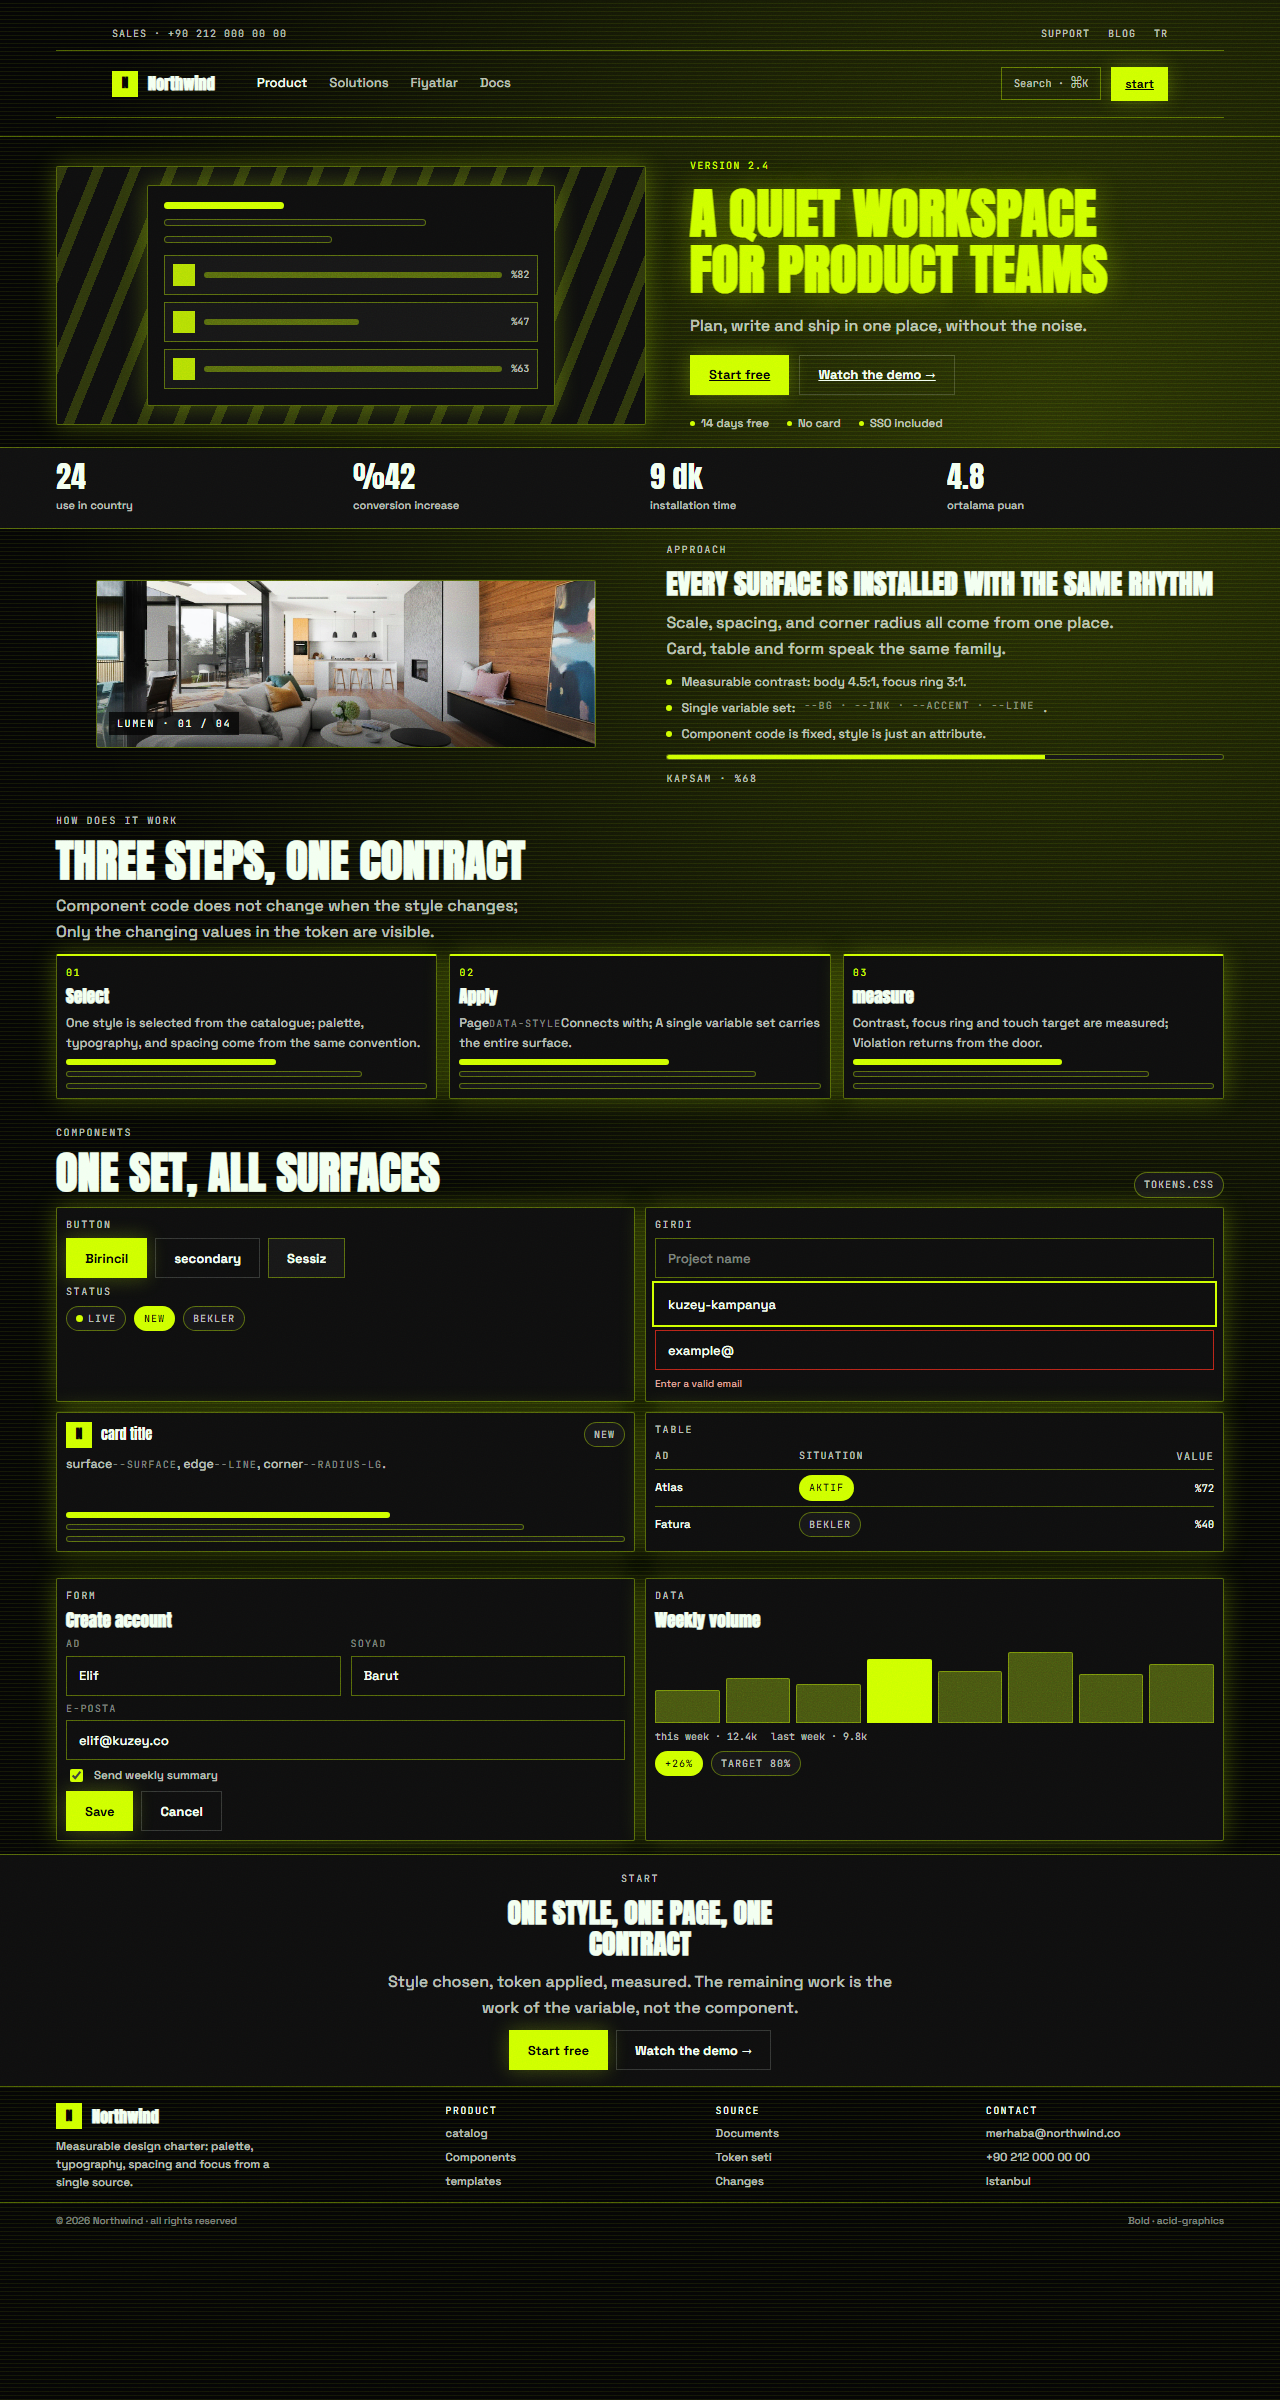 SALES · +90 212 000 00 00
SUPPORT BLOG TR
Northwind Product Solutions Fiyatlar Docs Search · ⌘K start
VERSION 2.4
A QUIET WORKSPACE
FOR PRODUCT TEAMS
Plan, write and ship in one place, without the noise.
Start free Watch the demo →
14 days free No card SSO included
%82
%47
%63
24 %42 9 dk 4.8
use in country conversion increase installation time ortalama puan
LUMEN · 01 / 04
APPROACH
EVERY SURFACE IS INSTALLED WITH THE SAME RHYTHM
Scale, spacing, and corner radius all come from one place.
Card, table and form speak the same family.
Measurable contrast: body 4.5:1, focus ring 3:1.
Single variable set: --BG · --INK · --ACCENT · --LINE .
Component code is fixed, style is just an attribute.
KAPSAM · %68
HOW DOES IT WORK
THREE STEPS, ONE CONTRACT
Component code does not change when the style changes;
Only the changing values in the token are visible.
01
Select
One style is selected from the catalogue; palette,
typography, and spacing come from the same convention.
02
Apply
PageDATA-STYLEConnects with; A single variable set carries
the entire surface.
03
measure
Contrast, focus ring and touch target are measured;
Violation returns from the door.
COMPONENTS
ONE SET, ALL SURFACES
TOKENS.CSS
BUTTON
Birincil secondary Sessiz
STATUS
LIVE NEW BEKLER
GIRDI
Project name
kuzey-kampanya
example@
Enter a valid email
card title NEW
surface--SURFACE, edge--LINE, corner--RADIUS-LG.
TABLE
AD SITUATION VALUE
Atlas AKTIF %72
Fatura BEKLER %40
FORM
Create account
AD SOYAD
Elif Barut
E-POSTA
elif@kuzey.co
Send weekly summary
Save Cancel
DATA
Weekly volume
this week · 12.4k last week · 9.8k
+26% TARGET 80%
START
ONE STYLE, ONE PAGE, ONE
CONTRACT
Style chosen, token applied, measured. The remaining work is the
work of the variable, not the component.
Start free Watch the demo →
Northwind
Measurable design charter: palette,
typography, spacing and focus from a
single source.
PRODUCT
catalog
Components
templates
SOURCE
Documents
Token seti
Changes
CONTACT
merhaba@northwind.co
+90 212 000 00 00
Istanbul
© 2026 Northwind · all rights reserved
Bold · acid-graphics